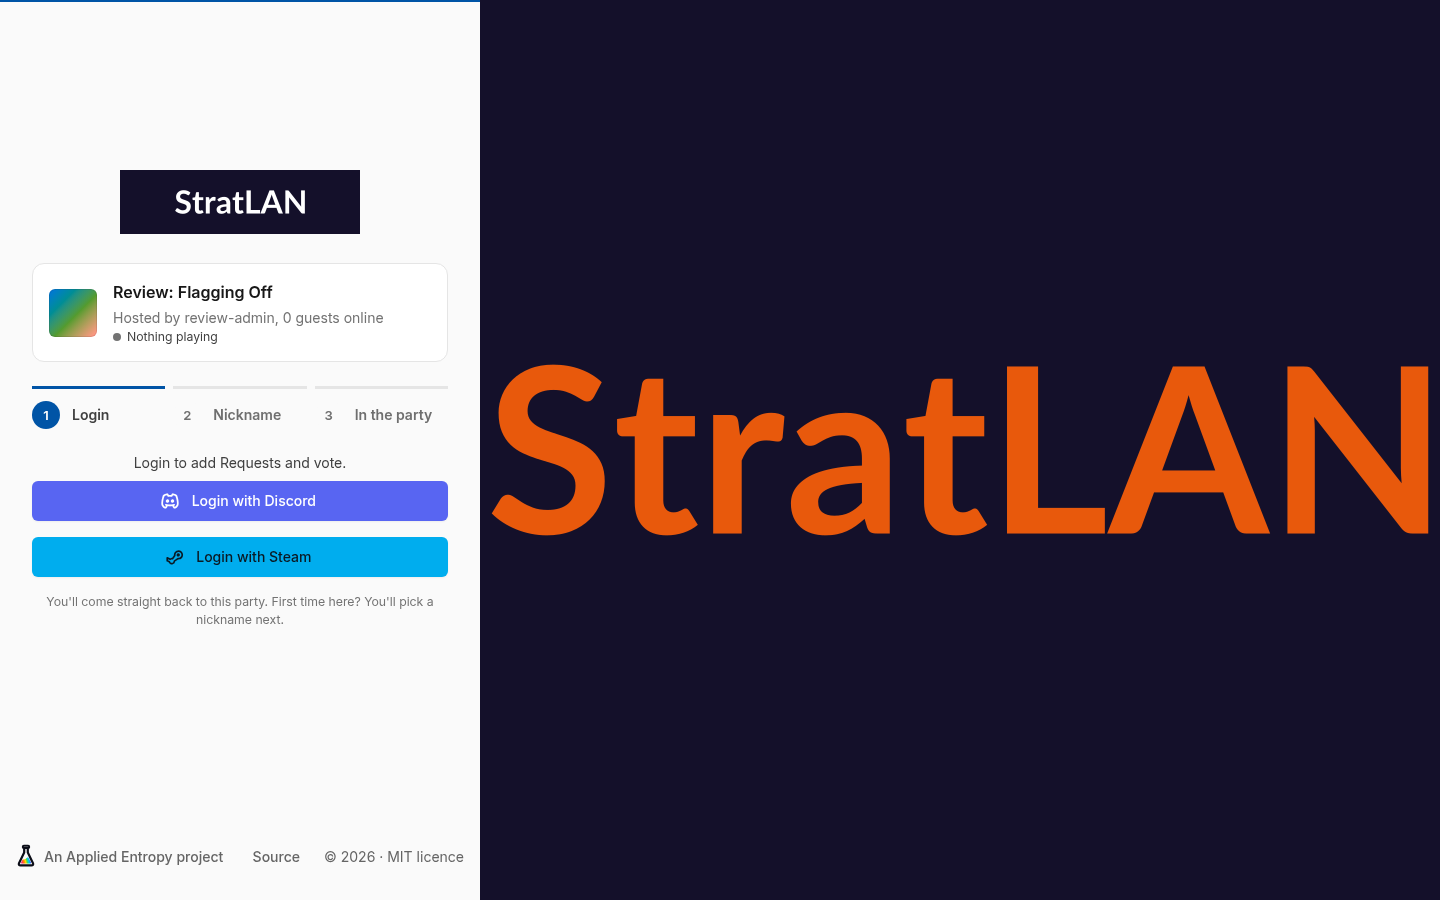 StratLAN
Review: Flagging Off
Hosted by review-admin, 0 guests online
Nothing playing
1 Login
2 Nickname
3 In the party
Login to add Requests and vote.
Login with Discord
Login with Steam
You'll come straight back to this party. First time here? You'll pick a
nickname next.
An Applied Entropy project
Source
© 2026 · MIT licence
StratLAN